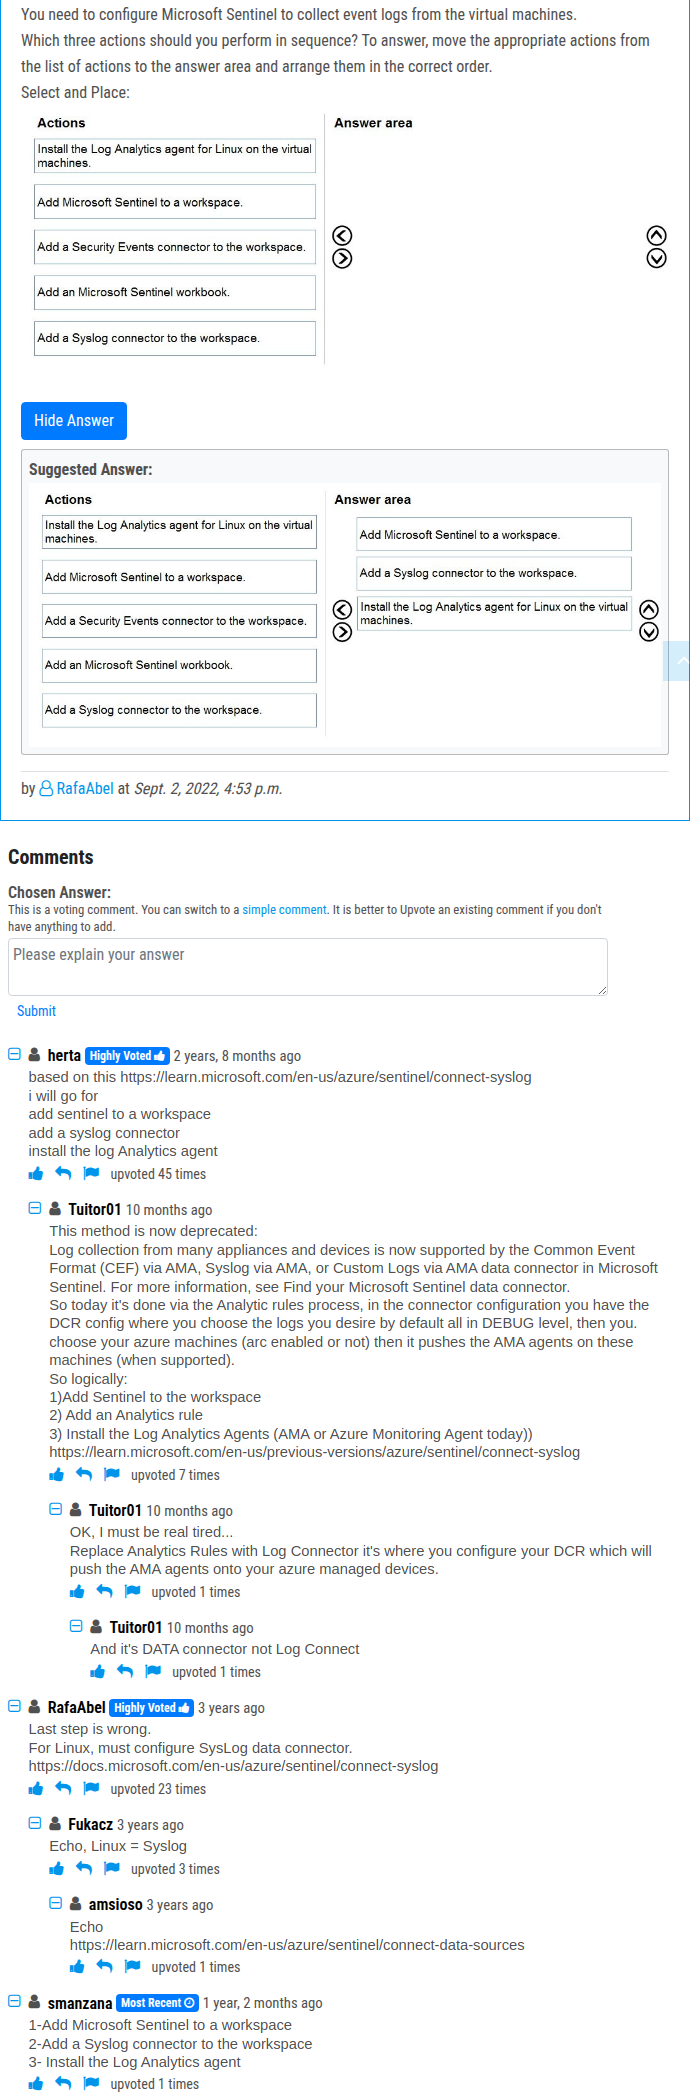 You need to configure Microsoft Sentinel to collect event logs from the virtual machines.
Which three actions should you perform in sequence? To answer, move the appropriate actions from
the list of actions to the answer area and arrange them in the correct order.
Select and Place:
Actions
Answer area
Install the Log Analytics agent for Linux on the virtual
machines.
Add Microsoft Sentinel to a workspace.
Add a Security Events connector to the workspace.
Add an Microsoft Sentinel workbook.
Add a Syslog connector to the workspace.
Hide Answer
Suggested Answer:
Actions
Answer area
Install the Log Analytics agent for Linux on the virtual
machines.
Add Microsoft Sentinel to a workspace.
Add a Security Events connector to the workspace.
Add an Microsoft Sentinel workbook.
Add a Syslog connector to the workspace.
Add Microsoft Sentinel to a workspace.
Add a Syslog connector to the workspace.
Install the Log Analytics agent for Linux on the virtual
machines.
by RafaAbel at Sept. 2, 2022, 4:53 p.m.
Comments
Chosen Answer:
This is a voting comment. You can switch to a simple comment. It is better to Upvote an existing comment if you don't
have anything to add.
Please explain your answer
Submit
herta Highly Voted 2 years, 8 months ago
based on this https://learn.microsoft.com/en-us/azure/sentinel/connect-syslog
i will go for
add sentinel to a workspace
add a syslog connector
install the log Analytics agent
upvoted 45 times
Tuitor01 10 months ago
This method is now deprecated:
Log collection from many appliances and devices is now supported by the Common Event
Format (CEF) via AMA, Syslog via AMA, or Custom Logs via AMA data connector in Microsoft
Sentinel. For more information, see Find your Microsoft Sentinel data connector.
So today it's done via the Analytic rules process, in the connector configuration you have the
DCR config where you choose the logs you desire by default all in DEBUG level, then you.
choose your azure machines (arc enabled or not) then it pushes the AMA agents on these
machines (when supported).
So logically:
1)Add Sentinel to the workspace
2) Add an Analytics rule
3) Install the Log Analytics Agents (AMA or Azure Monitoring Agent today))
https://learn.microsoft.com/en-us/previous-versions/azure/sentinel/connect-syslog
upvoted 7 times
Tuitor01 10 months ago
OK, I must be real tired...
Replace Analytics Rules with Log Connector it's where you configure your DCR which will
push the AMA agents onto your azure managed devices.
upvoted 1 times
Tuitor01 10 months ago
And it's DATA connector not Log Connect
upvoted 1 times
RafaAbel Highly Voted 3 years ago
Last step is wrong.
For Linux, must configure SysLog data connector.
https://docs.microsoft.com/en-us/azure/sentinel/connect-syslog
upvoted 23 times
Fukacz 3 years ago
Echo, Linux = Syslog
upvoted 3 times
amsioso 3 years ago
Echo
https://learn.microsoft.com/en-us/azure/sentinel/connect-data-sources
upvoted 1 times
smanzana Most Recent 1 year, 2 months ago
1-Add Microsoft Sentinel to a workspace
2-Add a Syslog connector to the workspace
3- Install the Log Analytics agent
upvoted 1 times